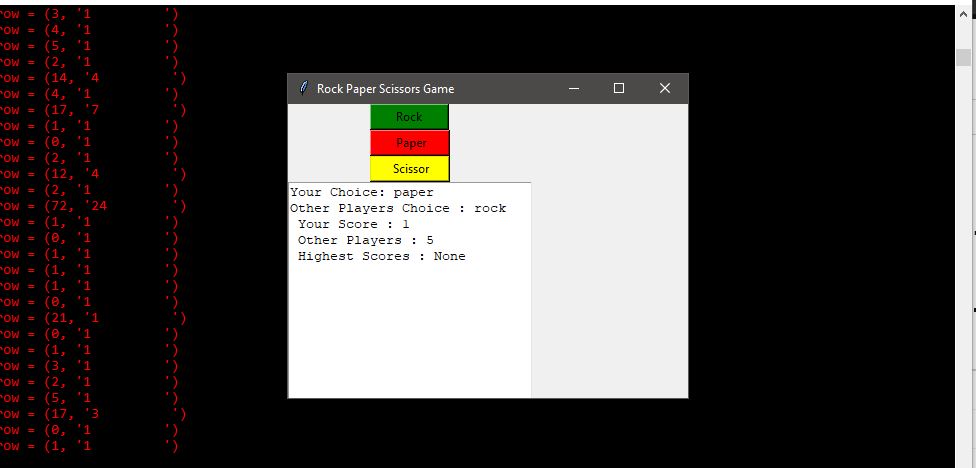 row = (3, '1         ')
row = (4, '1         ')
row = (5, '1         ')
row = (2, '1         ')
row = (14, '4         ')
row = (4, '1         ')
row = (17, '7         ')
row = (1, '1         ')
row = (0, '1         ')
row = (2, '1         ')
row = (12, '4         ')
row = (2, '1         ')
row = (72, '24        ')
row = (1, '1         ')
row = (0, '1         ')
row = (1, '1         ')
row = (1, '1         ')
row = (1, '1         ')
row = (0, '1         ')
row = (21, '1         ')
row = (0, '1         ')
row = (1, '1         ')
row = (3, '1         ')
row = (2, '1         ')
row = (5, '1         ')
row = (17, '3         ')
row = (0, '1         ')
row = (1, '1         ')
Rock Paper Scissors Game
Rock
Paper
Scissor
Your Choice: paper
Other Players Choice : rock
Your Score : 1
Other Players : 5
Highest Scores : None